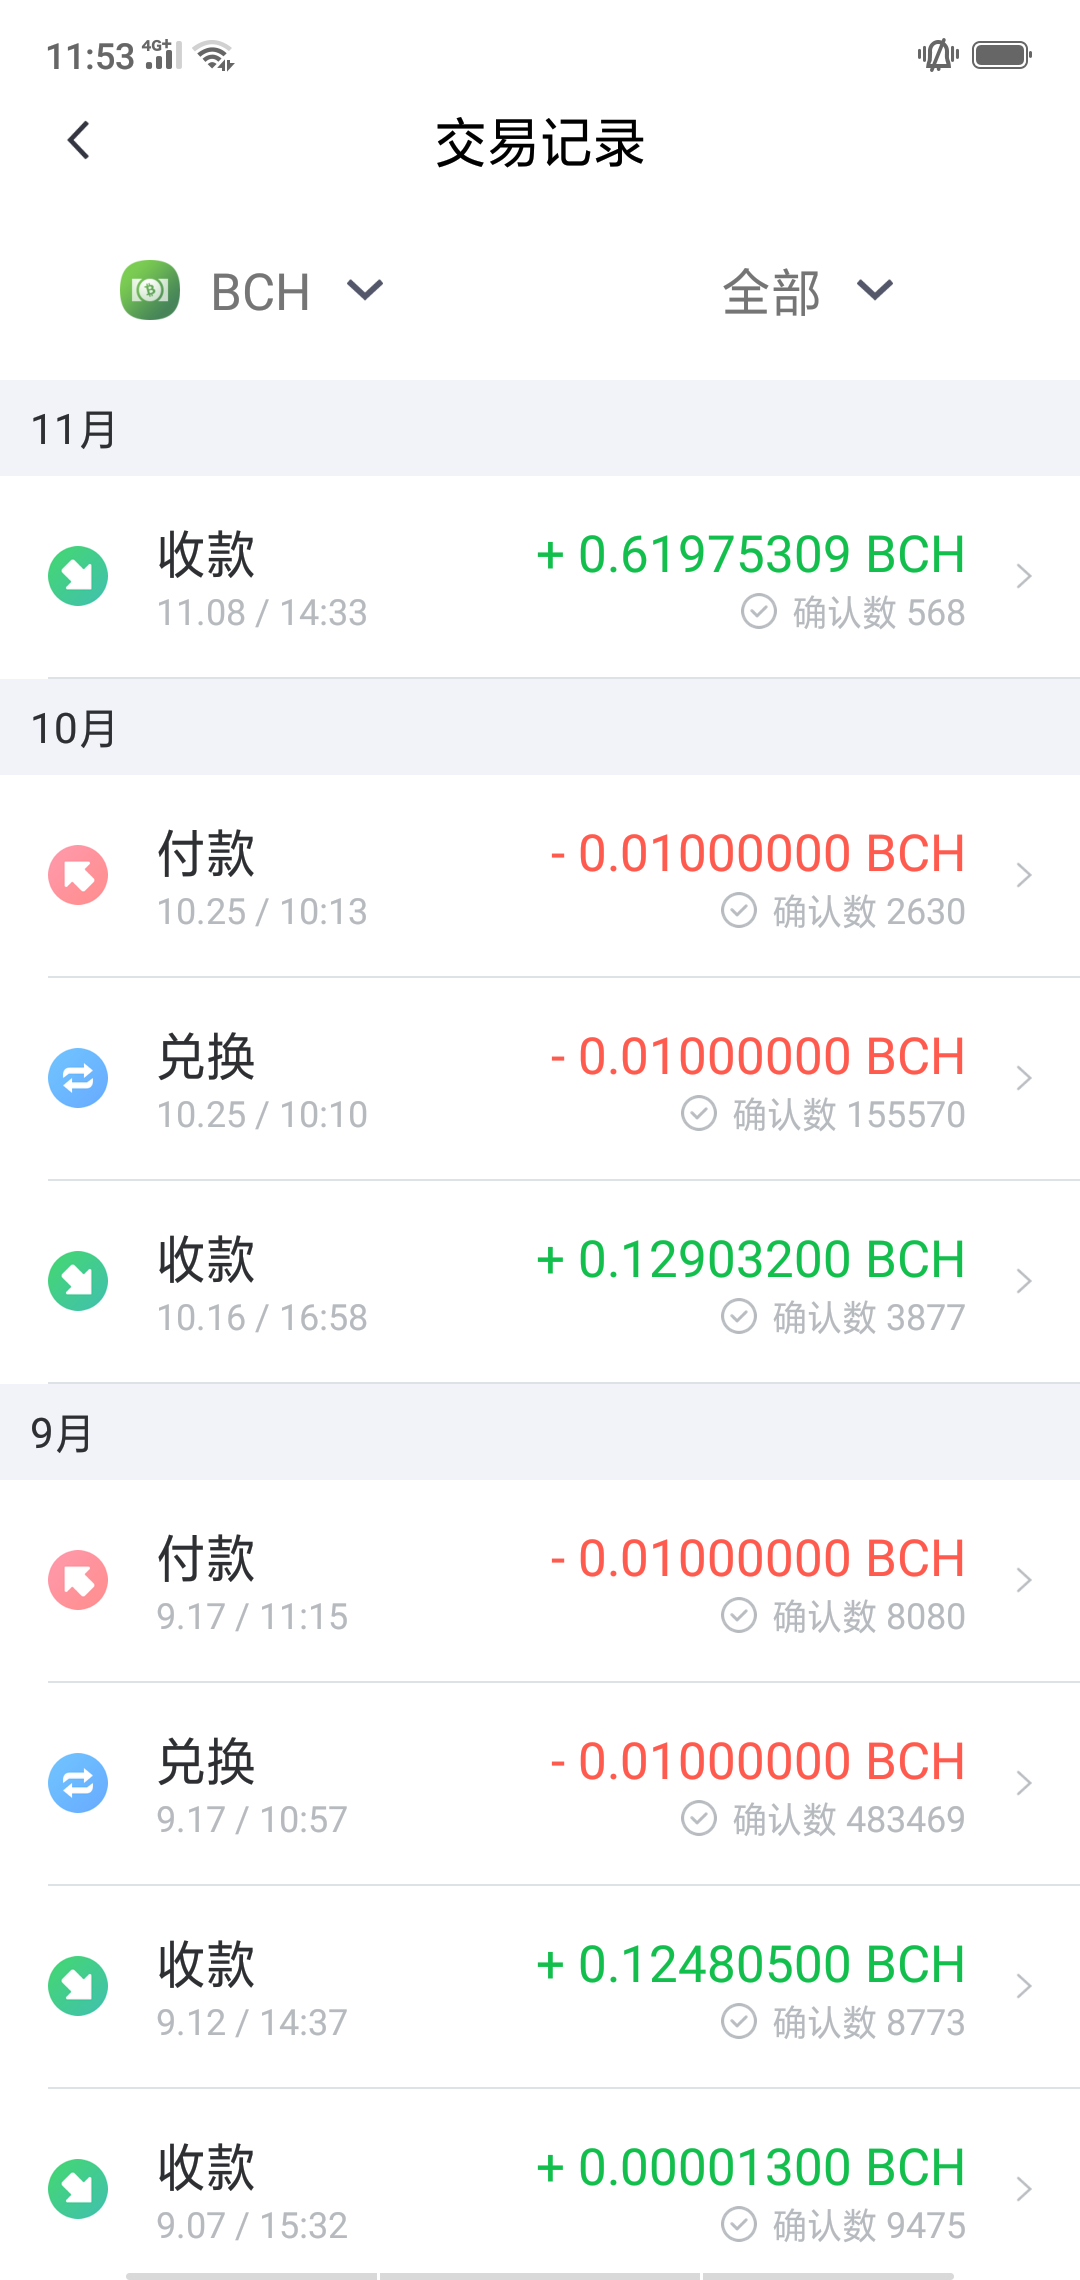 11:53 4G+
交易记录
BCH 全部
11月
收款 + 0.61975309 BCH
11.08 / 14:33 确认数 568
10月
付款 - 0.01000000 BCH
10.25 / 10:13 确认数 2630
兑换 - 0.01000000 BCH
10.25 / 10:10 确认数 155570
收款 + 0.12903200 BCH
10.16 / 16:58 确认数 3877
9月
付款 - 0.01000000 BCH
9.17 / 11:15 确认数 8080
兑换 - 0.01000000 BCH
9.17 / 10:57 确认数 483469
收款 + 0.12480500 BCH
9.12 / 14:37 确认数 8773
收款 + 0.00001300 BCH
9.07 / 15:32 确认数 9475